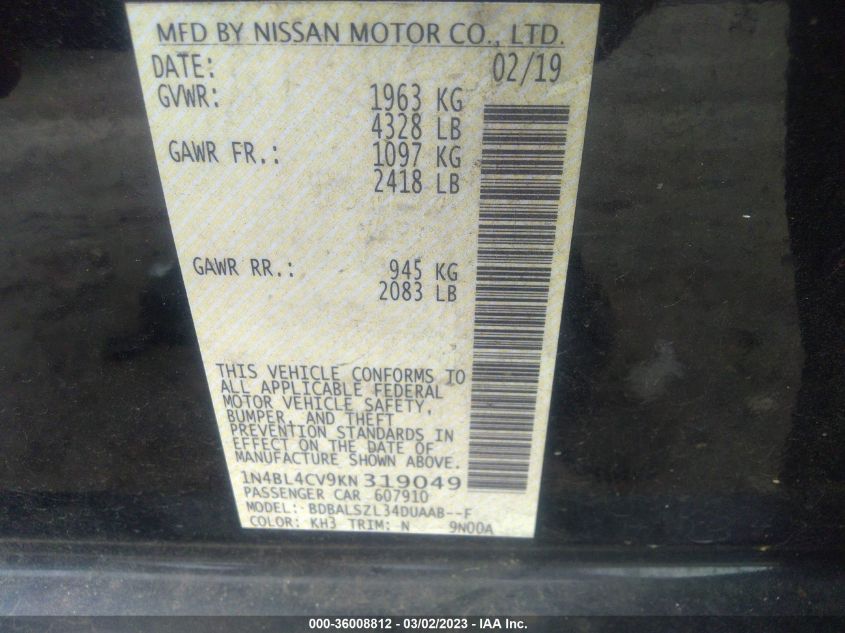 MFD BY NISSAN MOTOR CO., LTD.
DATE: 02/19
GVWR: 1963 KG
4328 LB
GAWR FR.: 1097 KG
2418 LB
GAWR RR.: 945 KG
2083 LB
THIS VEHICLE CONFORMS TO
ALL APPLICABLE FEDERAL
MOTOR VEHICLE SAFETY,
BUMPER, AND THEFT
PREVENTION STANDARDS IN
EFFECT ON THE DATE OF
MANUFACTURE SHOWN ABOVE.
1N4BL4CV9KN 319049
PASSENGER CAR 607910
MODEL: BDBALSZL34DUAAB--F
COLOR: KH3 TRIM: N 9N00A
000-36008812 - 03/02/2023 - IAA Inc.